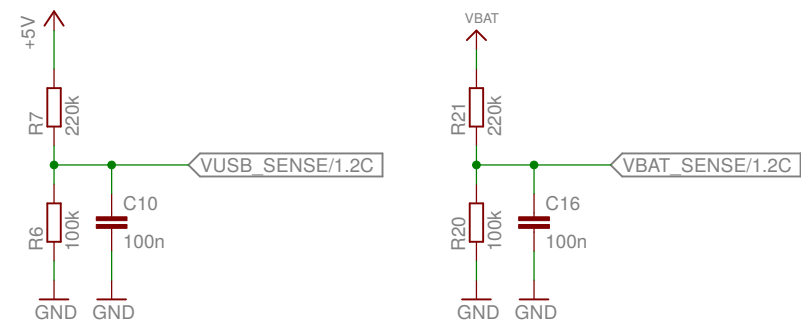 +5V
R7
220k
VUSB_SENSE/1.2C
R6
100k
C10
100n
GND
GND
VBAT
R21
220k
VBAT_SENSE/1.2C
R20
100k
C16
100n
GND
GND